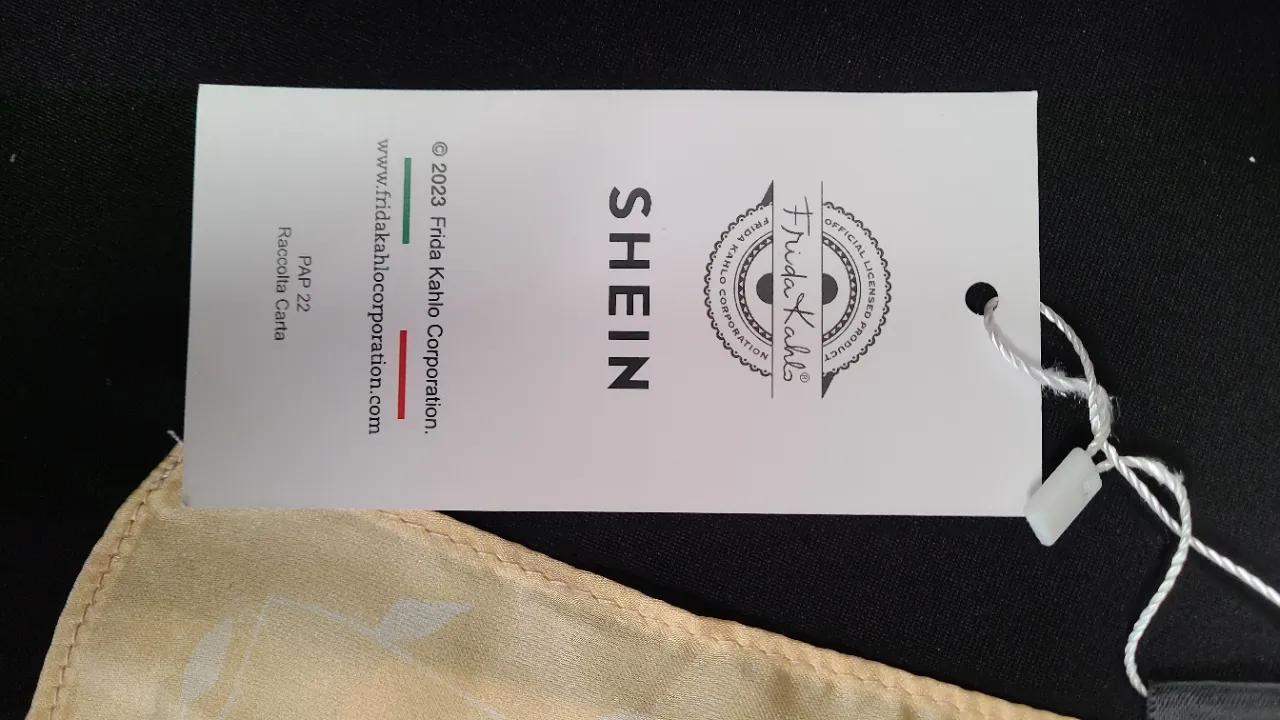 OFFICIAL LICENSED PRODUCT
Frida Kahlo®
FRIDA KAHLO CORPORATION
SHEIN
© 2023 Frida Kahlo Corporation.
www.fridakahlocorporation.com
PAP 22
Raccolta Carta